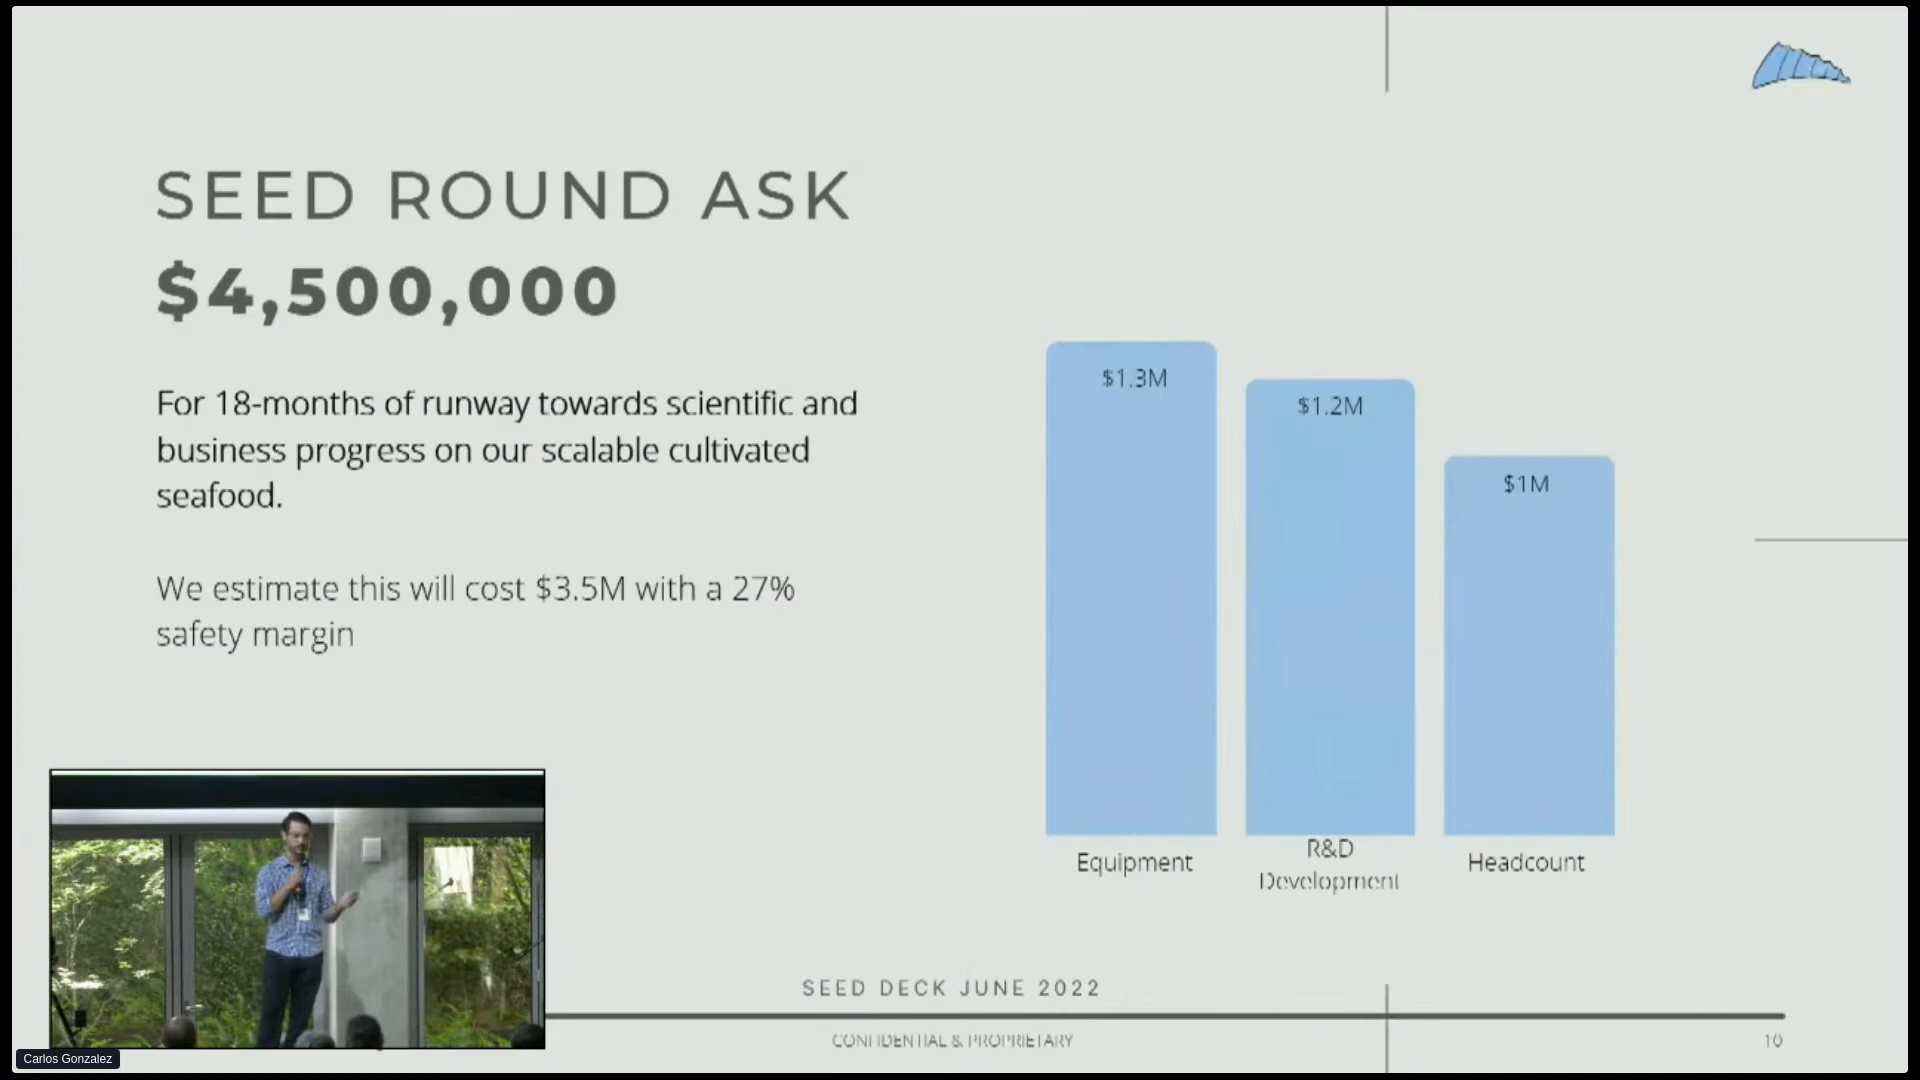 SEED ROUND ASK
$4,500,000
For 18-months of runway towards scientific and
business progress on our scalable cultivated
seafood.
We estimate this will cost $3.5M with a 27%
safety margin
$1.3M
$1.2M
$1M
Equipment
R&D
Development
Headcount
SEED DECK JUNE 2022
CONFIDENTIAL & PROPRIETARY
10
Carlos Gonzalez